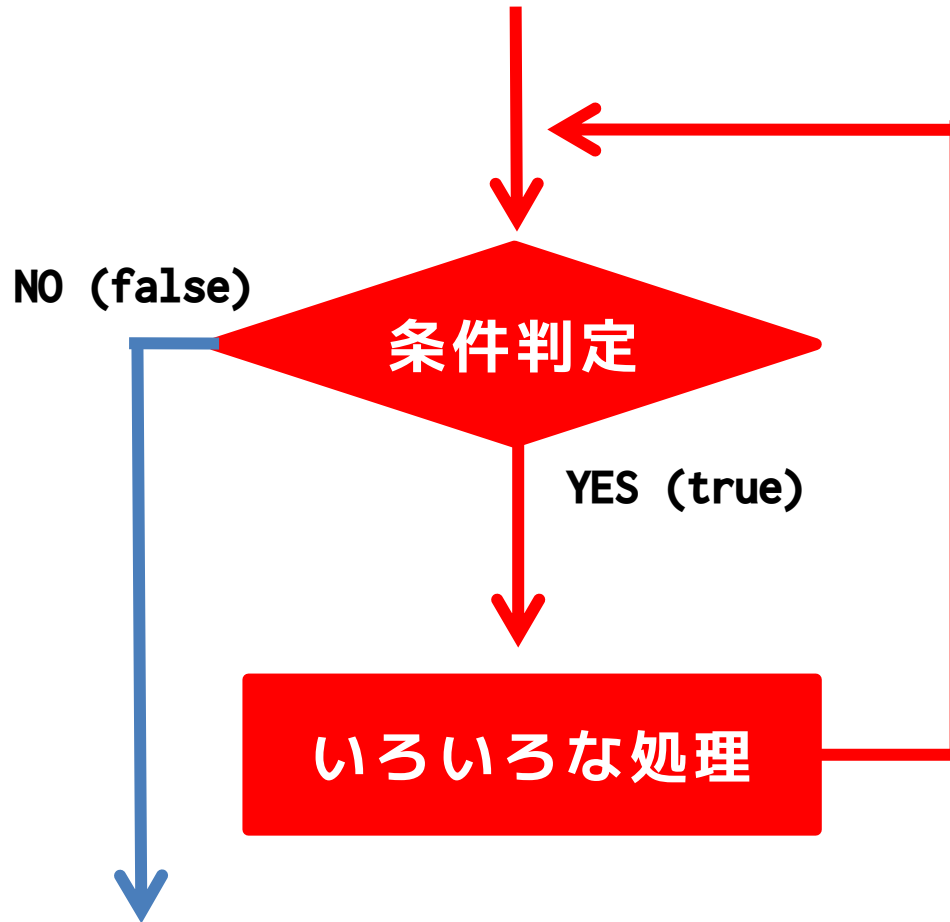 NO (false)
条件判定
YES (true)
いろいろな処理